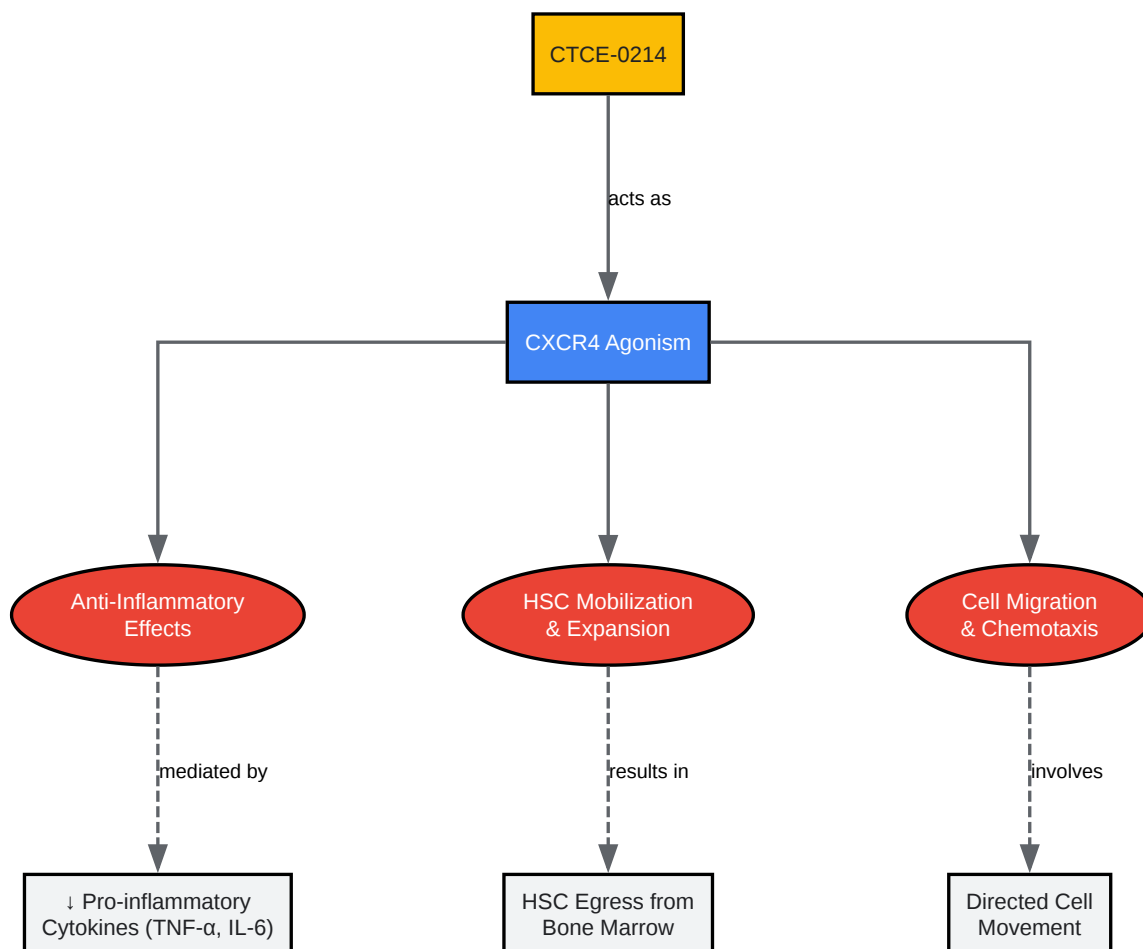 CTCE-0214
acts as
CXCR4 Agonism
Anti-Inflammatory
Effects
HSC Mobilization
& Expansion
Cell Migration
& Chemotaxis
mediated by
results in
involves
↓ Pro-inflammatory
Cytokines (TNF-α, IL-6)
HSC Egress from
Bone Marrow
Directed Cell
Movement